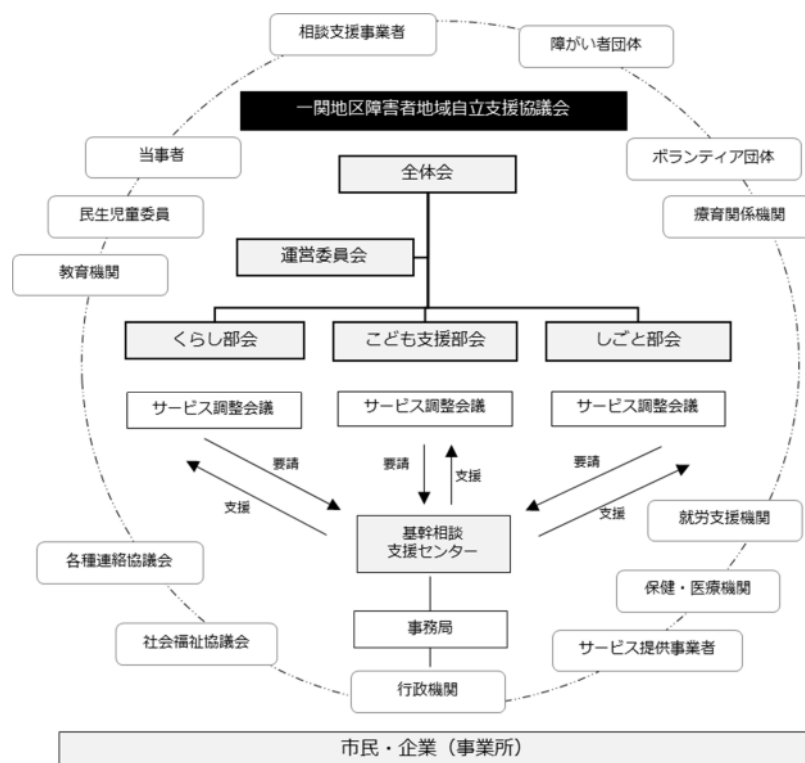 相談支援事業者
障がい者団体
一関地区障害者地域自立支援協議会
当事者
ボランティア団体
全体会
民生児童委員
療育関係機関
運営委員会
教育機関
くらし部会
こども支援部会
しごと部会
サービス調整会議
サービス調整会議
サービス調整会議
要請
要請
要請
支援
支援
支援
就労支援機関
基幹相談
支援センター
各種連絡協議会
保健・医療機関
事務局
社会福祉協議会
サービス提供事業者
行政機関
市民・企業（事業所）